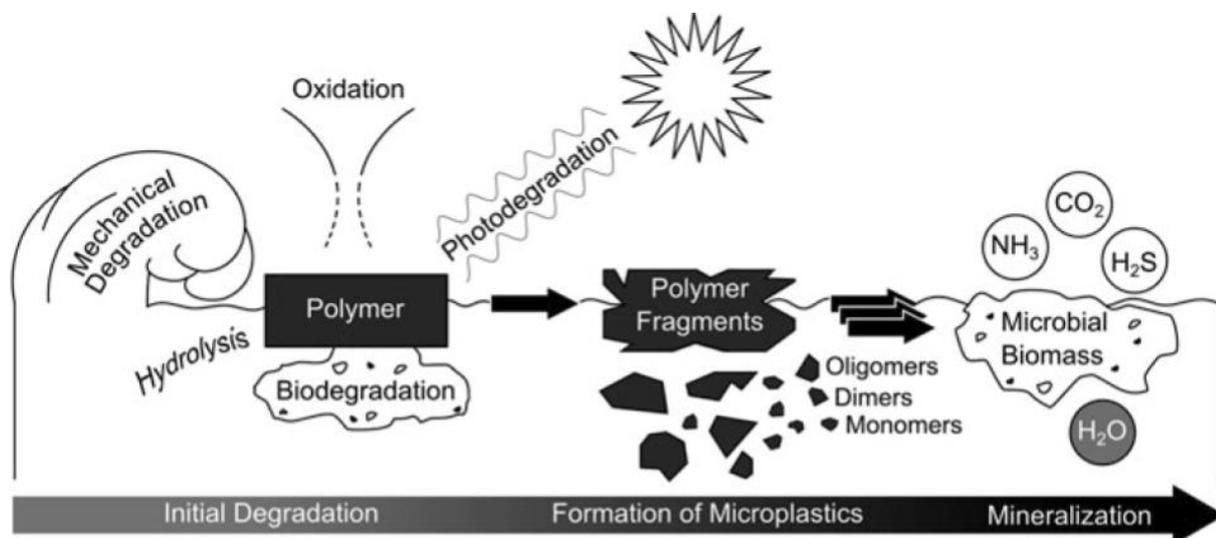 Oxidation
Mechanical
Degradation
Photodegradation
Hydrolysis
Polymer
Biodegradation
Polymer
Fragments
Oligomers
Dimers
Monomers
CO₂
NH₃
H₂S
Microbial
Biomass
H₂O
Initial Degradation
Formation of Microplastics
Mineralization